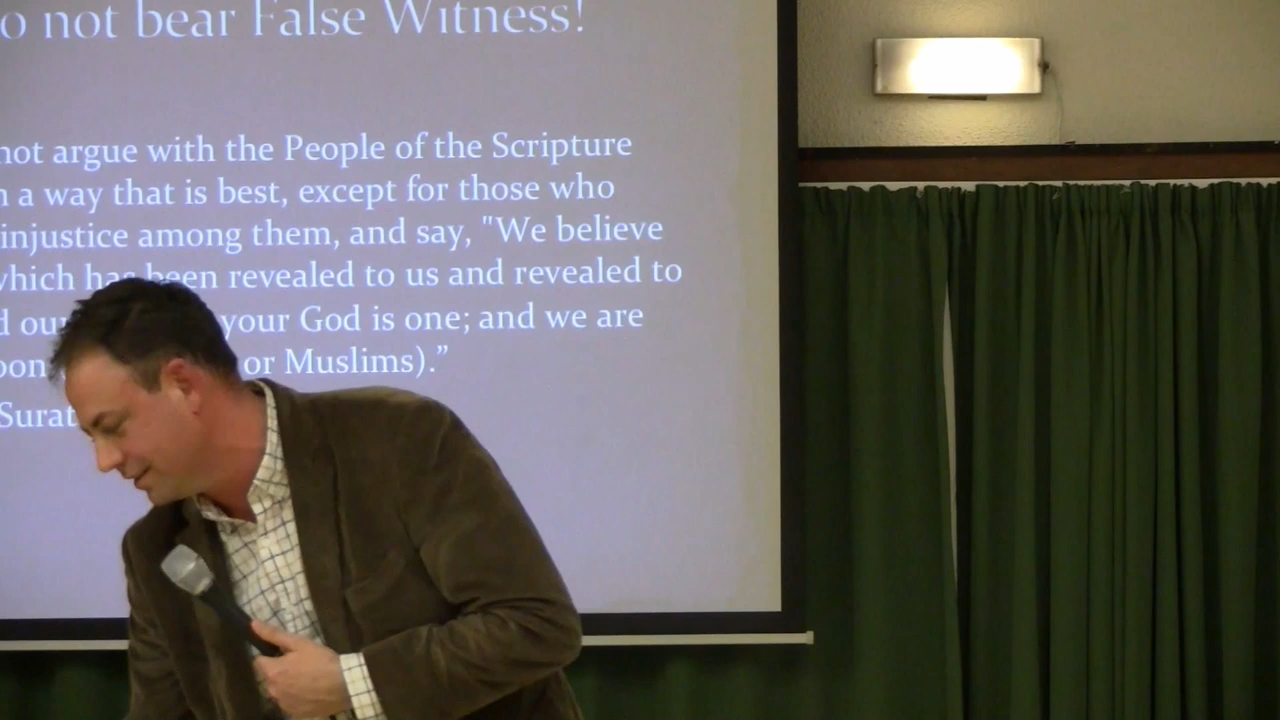 o not bear False Witness!
not argue with the People of the Scripture
a way that is best, except for those who
injustice among them, and say, "We believe
which has been revealed to us and revealed to
your God is one; and we are
or Muslims).”
Surat